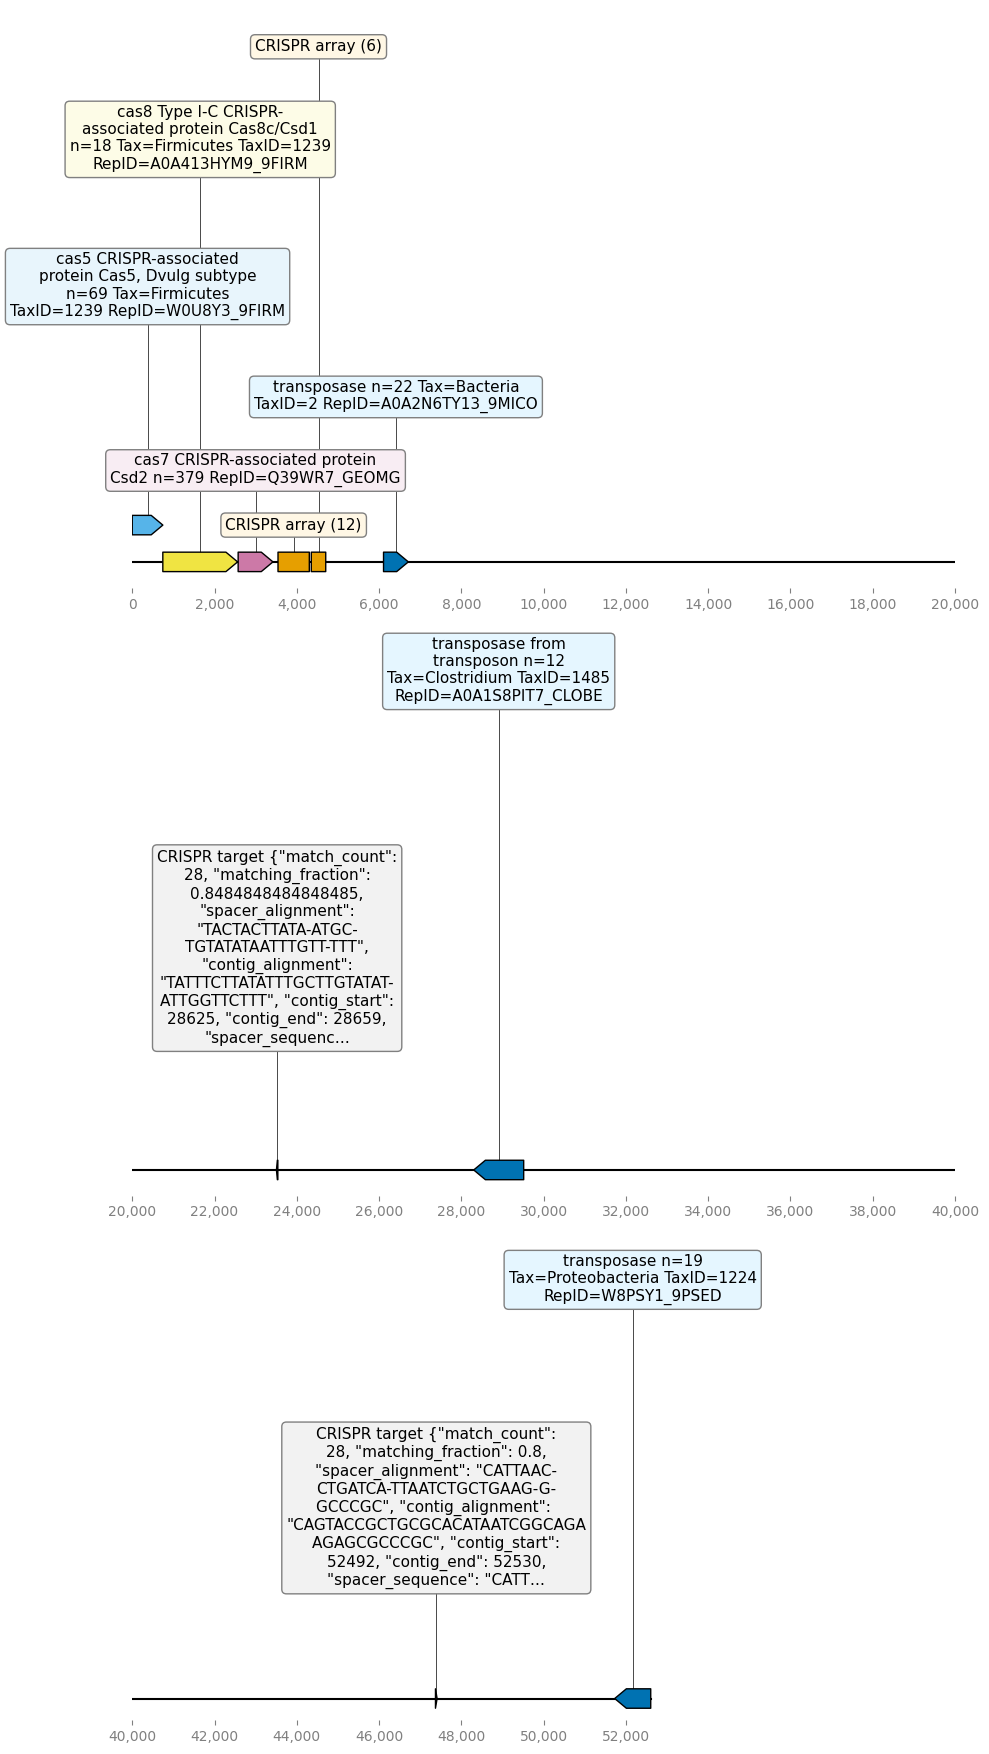 CRISPR array (6)
cas8 Type I-C CRISPR-
associated protein Cas8c/Csd1
n=18 Tax=Firmicutes TaxID=1239
RepID=A0A413HYM9_9FIRM
cas5 CRISPR-associated
protein Cas5, Dvulg subtype
n=69 Tax=Firmicutes
TaxID=1239 RepID=W0U8Y3_9FIRM
transposase n=22 Tax=Bacteria
TaxID=2 RepID=A0A2N6TY13_9MICO
cas7 CRISPR-associated protein
Csd2 n=379 RepID=Q39WR7_GEOMG
CRISPR array (12)
0 2,000 4,000 6,000 8,000 10,000 12,000 14,000 16,000 18,000 20,000
transposase from
transposon n=12
Tax=Clostridium TaxID=1485
RepID=A0A1S8PIT7_CLOBE
CRISPR target {"match_count":
28, "matching_fraction":
0.8484848484848485,
"spacer_alignment":
"TACTACTTATA-ATGC-
TGTATATAATTTGTT-TTT",
"contig_alignment":
"TATTTCTTATATTTGCTTGTATAT-
ATTGGTTCTTT", "contig_start":
28625, "contig_end": 28659,
"spacer_sequenc...
20,000 22,000 24,000 26,000 28,000 30,000 32,000 34,000 36,000 38,000 40,000
transposase n=19
Tax=Proteobacteria TaxID=1224
RepID=W8PSY1_9PSED
CRISPR target {"match_count":
28, "matching_fraction": 0.8,
"spacer_alignment": "CATTAAC-
CTGATCA-TTAATCTGCTGAAG-G-
GCCCGC", "contig_alignment":
"CAGTACCGCTGCGCACATAATCGGCAGA
AGAGCGCCCGC", "contig_start":
52492, "contig_end": 52530,
"spacer_sequence": "CATT...
40,000 42,000 44,000 46,000 48,000 50,000 52,000